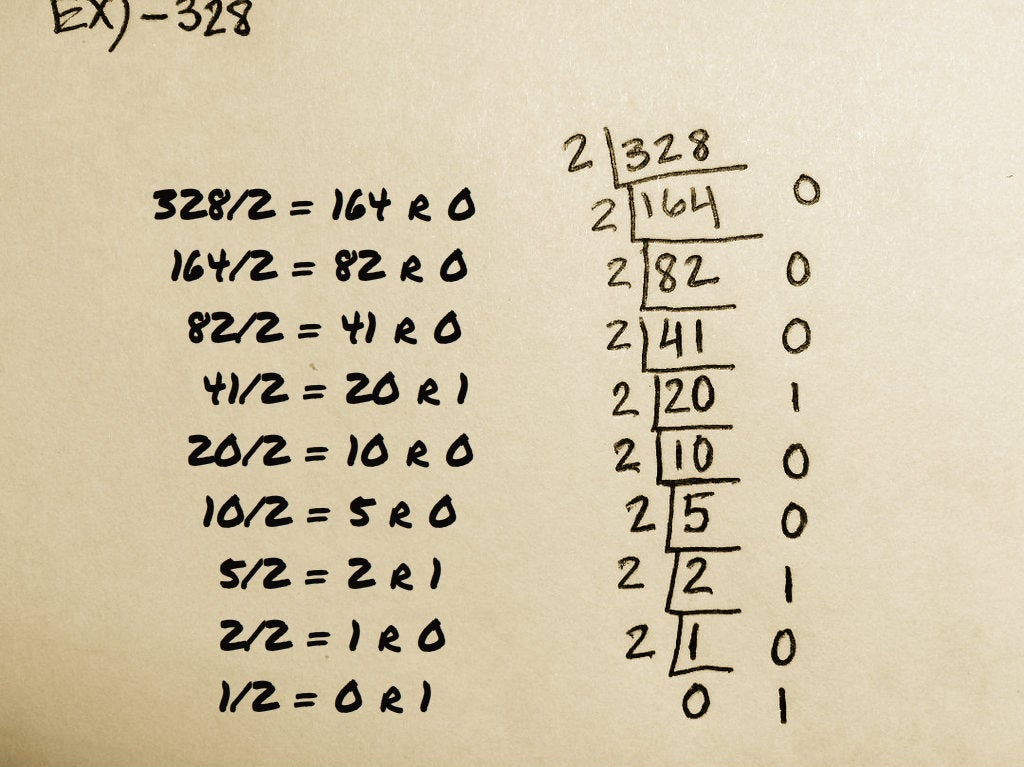 EX) -328
328/2 = 164 R 0
164/2 = 82 R 0
82/2 = 41 R 0
41/2 = 20 R 1
20/2 = 10 R 0
10/2 = 5 R 0
5/2 = 2 R 1
2/2 = 1 R 0
1/2 = 0 R 1
2 328
2 164 0
2 82 0
2 41 0
2 20 1
2 10 0
2 5 0
2 2 1
2 1 0
0 1